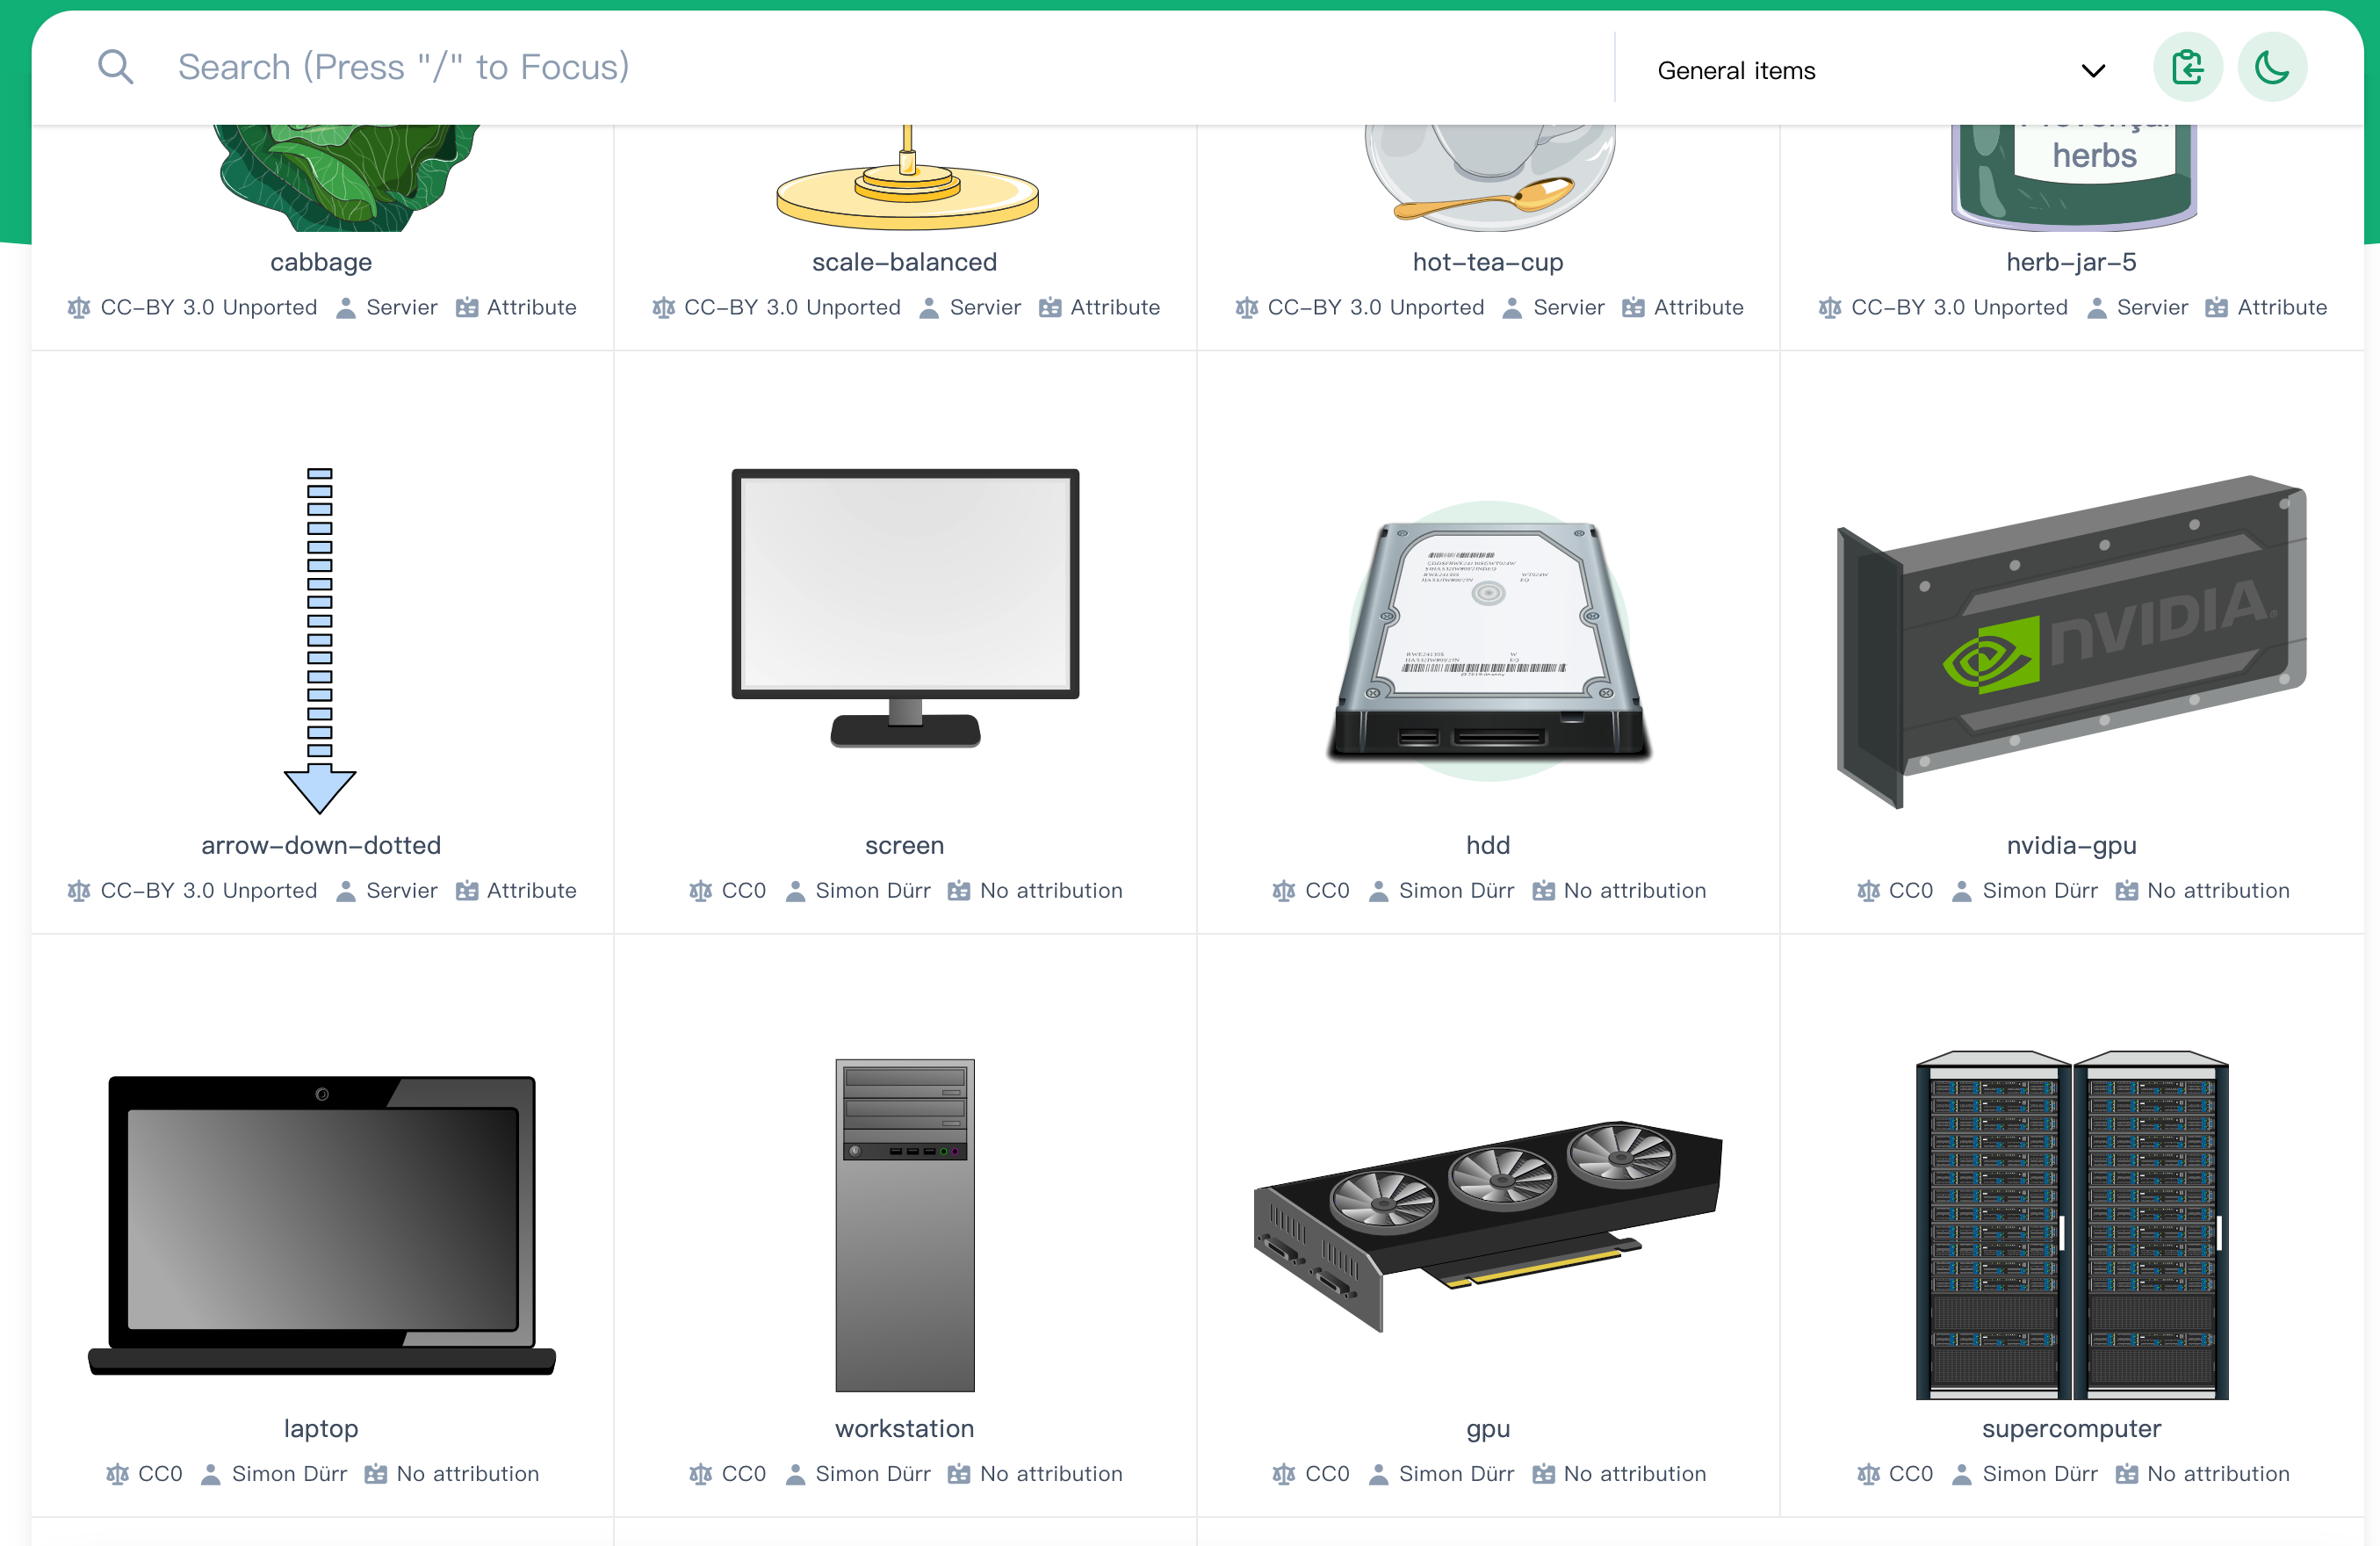 Search (Press "/" to Focus)
General items
herbs
cabbage
scale-balanced
hot-tea-cup
herb-jar-5
CC-BY 3.0 Unported Servier Attribute
CC-BY 3.0 Unported Servier Attribute
CC-BY 3.0 Unported Servier Attribute
CC-BY 3.0 Unported Servier Attribute
NVIDIA
arrow-down-dotted
screen
hdd
nvidia-gpu
CC-BY 3.0 Unported Servier Attribute
CC0 Simon Dürr No attribution
CC0 Simon Dürr No attribution
CC0 Simon Dürr No attribution
laptop
workstation
gpu
supercomputer
CC0 Simon Dürr No attribution
CC0 Simon Dürr No attribution
CC0 Simon Dürr No attribution
CC0 Simon Dürr No attribution